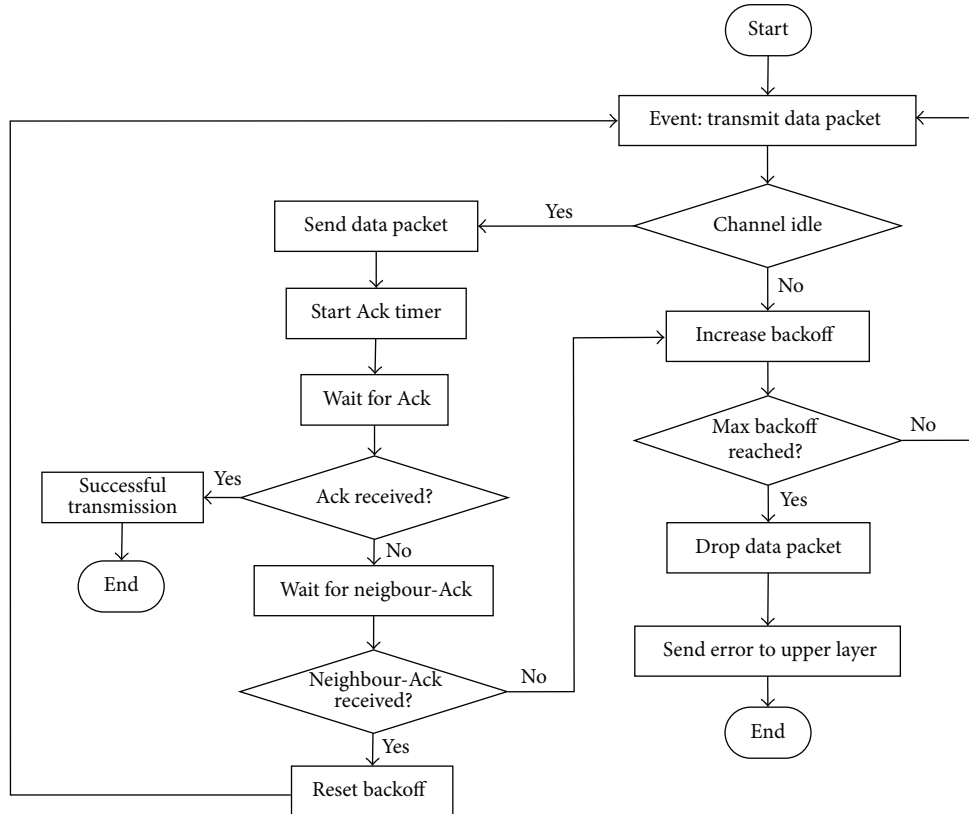 Start
Event: transmit data packet
Channel idle
Yes
Send data packet
No
Start Ack timer
Increase backoff
Wait for Ack
Max backoff
reached?
No
Yes
Ack received?
Yes
Successful
transmission
No
Drop data packet
End
Wait for neigbour-Ack
Send error to upper layer
Neighbour-Ack
received?
No
End
Yes
Reset backoff